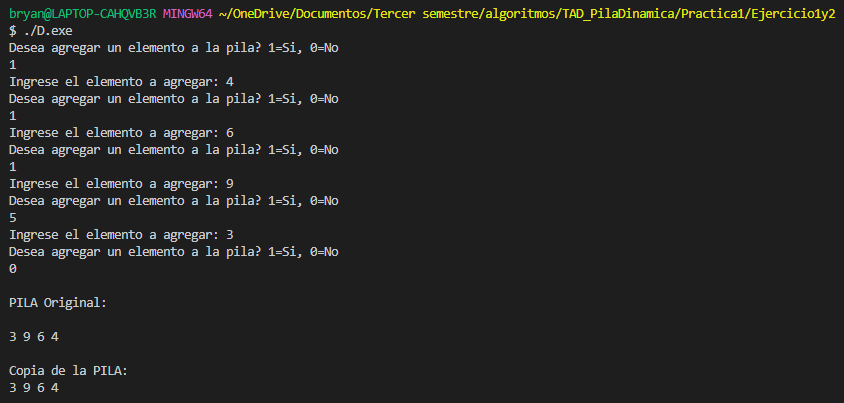 bryan@LAPTOP-CAHQVB3R MINGW64 ~/OneDrive/Documentos/Tercer semestre/algoritmos/TAD_PilaDinamica/Practica1/Ejercicio1y2
$ ./D.exe
Desea agregar un elemento a la pila? 1=Si, 0=No
1
Ingrese el elemento a agregar: 4
Desea agregar un elemento a la pila? 1=Si, 0=No
1
Ingrese el elemento a agregar: 6
Desea agregar un elemento a la pila? 1=Si, 0=No
1
Ingrese el elemento a agregar: 9
Desea agregar un elemento a la pila? 1=Si, 0=No
5
Ingrese el elemento a agregar: 3
Desea agregar un elemento a la pila? 1=Si, 0=No
0
PILA Original:
3 9 6 4
Copia de la PILA:
3 9 6 4